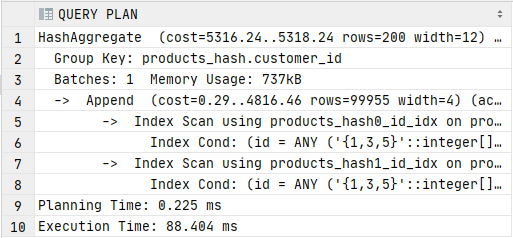 QUERY PLAN
1 HashAggregate (cost=5316.24..5318.24 rows=200 width=12) …
2 Group Key: products_hash.customer_id
3 Batches: 1 Memory Usage: 737kB
4 -> Append (cost=0.29..4816.46 rows=99955 width=4) (ac…
5 -> Index Scan using products_hash0_id_idx on pro…
6 Index Cond: (id = ANY ('{1,3,5}'::integer[]…
7 -> Index Scan using products_hash1_id_idx on pro…
8 Index Cond: (id = ANY ('{1,3,5}'::integer[]…
9 Planning Time: 0.225 ms
10 Execution Time: 88.404 ms